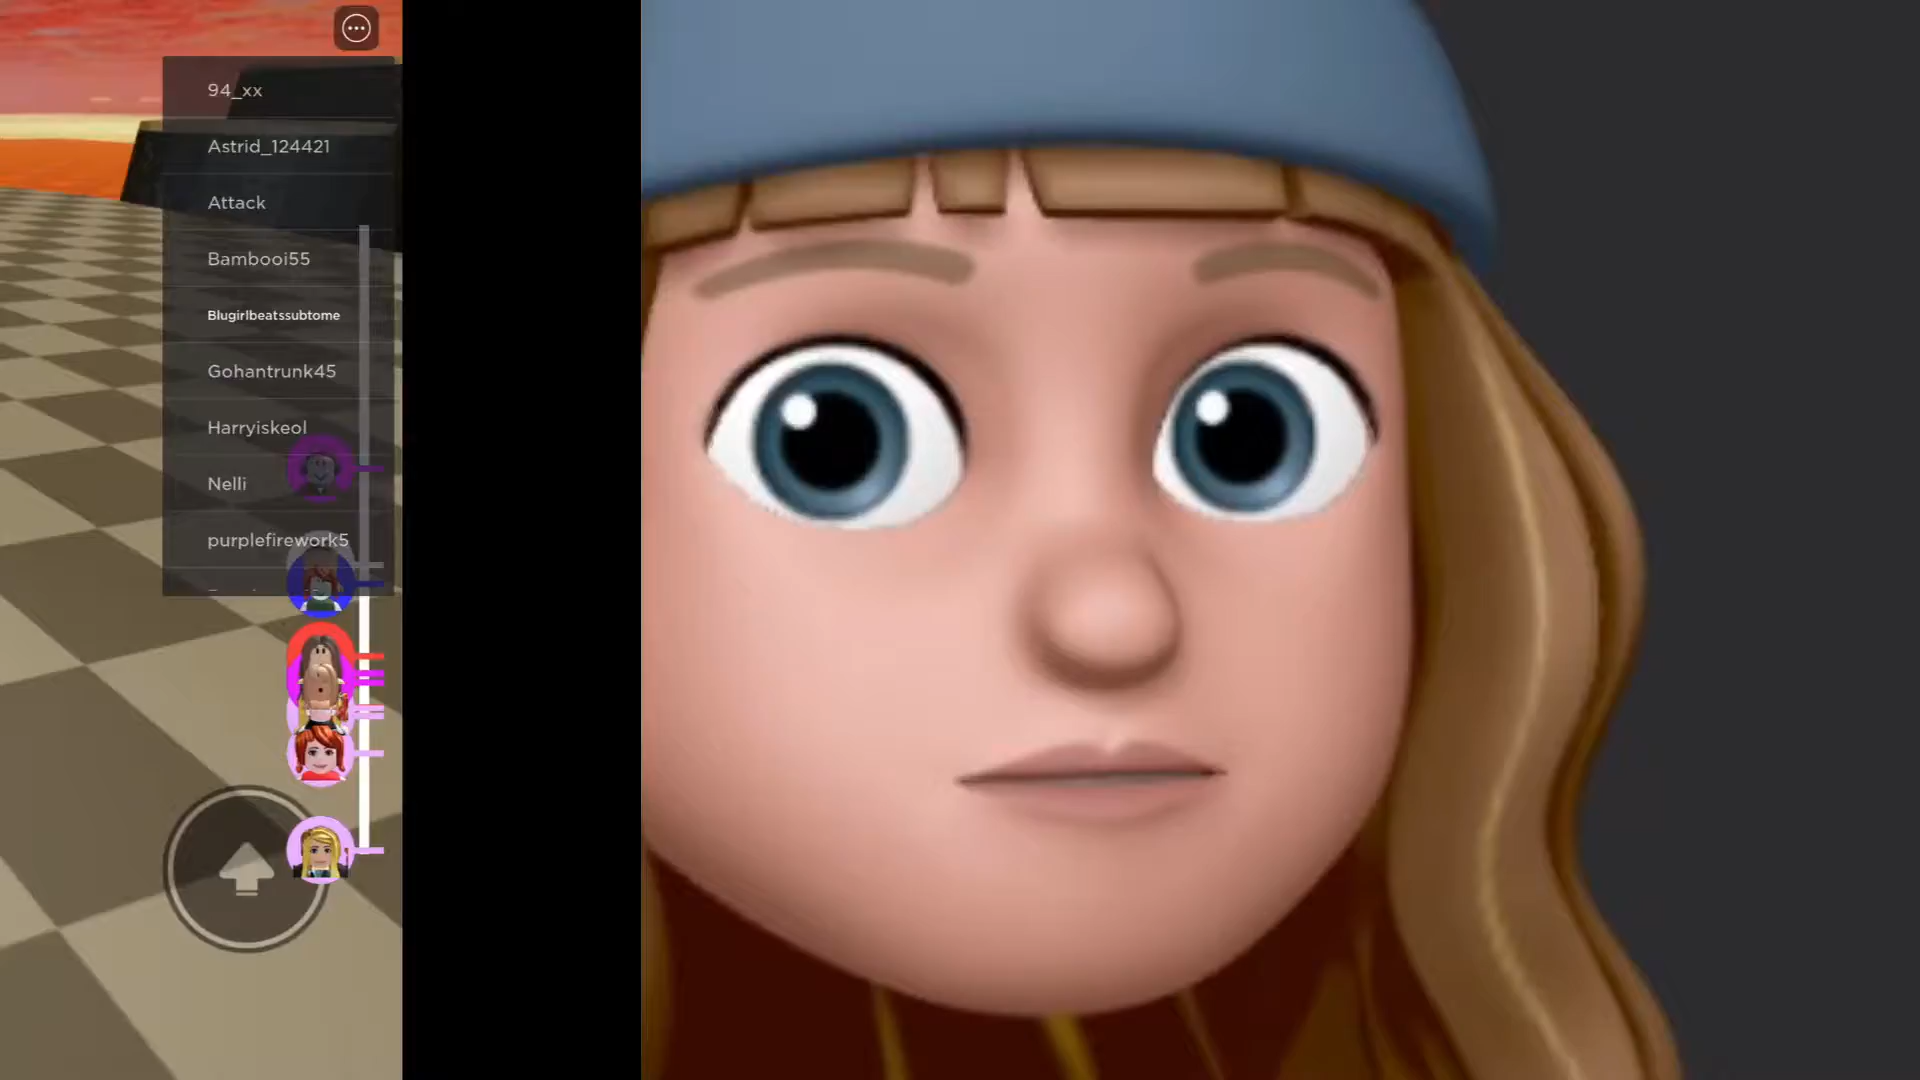 94_xx
Astrid_124421
Attack
Bambooi55
Blugirlbeatssubtome
Gohantrunk45
Harryiskeol
Nelli
purplefirework5